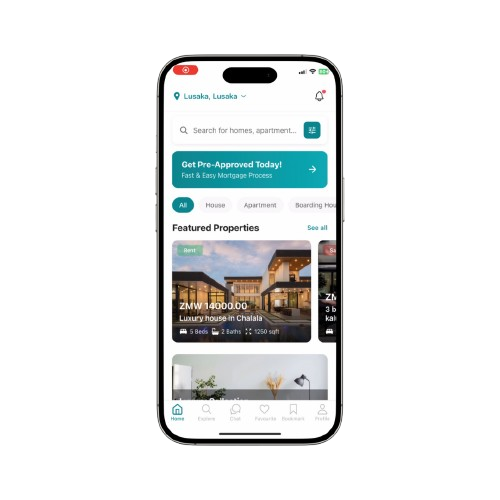 Lusaka, Lusaka
Search for homes, apartment...
Get Pre-Approved Today!
Fast & Easy Mortgage Process
All House Apartment Boarding Hou
Featured Properties See all
Rent
ZMW 14000.00
Luxury house in Chalala
5 Beds 2 Baths 1250 sqft
ZM
3 b
Home Explore Chat Favourite Bookmark Profile